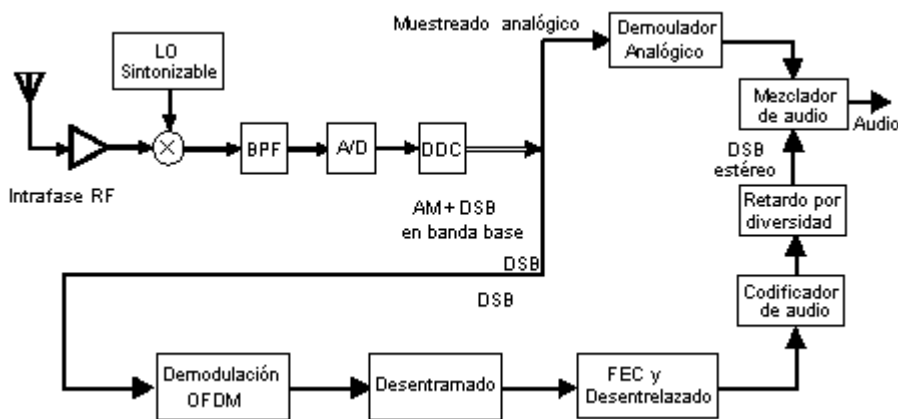 Muestreado analógico
Demoulador
Analógico
LO
Sintonizable
Mezclador
de audio
Audio
BPF
A/D
DDC
Intrafase RF
DSB
estéreo
AM + DSB
en banda base
Retardo por
diversidad
DSB
DSB
Codificador
de audio
Demodulación
OFDM
Desentramado
FEC y
Desentrelazado